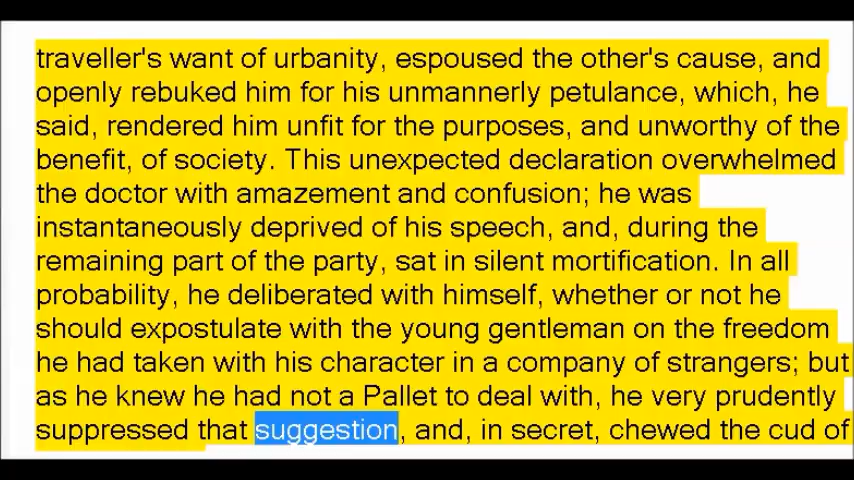 traveller's want of urbanity, espoused the other's cause, and
openly rebuked him for his unmannerly petulance, which, he
said, rendered him unfit for the purposes, and unworthy of the
benefit, of society. This unexpected declaration overwhelmed
the doctor with amazement and confusion; he was
instantaneously deprived of his speech, and, during the
remaining part of the party, sat in silent mortification. In all
probability, he deliberated with himself, whether or not he
should expostulate with the young gentleman on the freedom
he had taken with his character in a company of strangers; but
as he knew he had not a Pallet to deal with, he very prudently
suppressed that suggestion, and, in secret, chewed the cud of